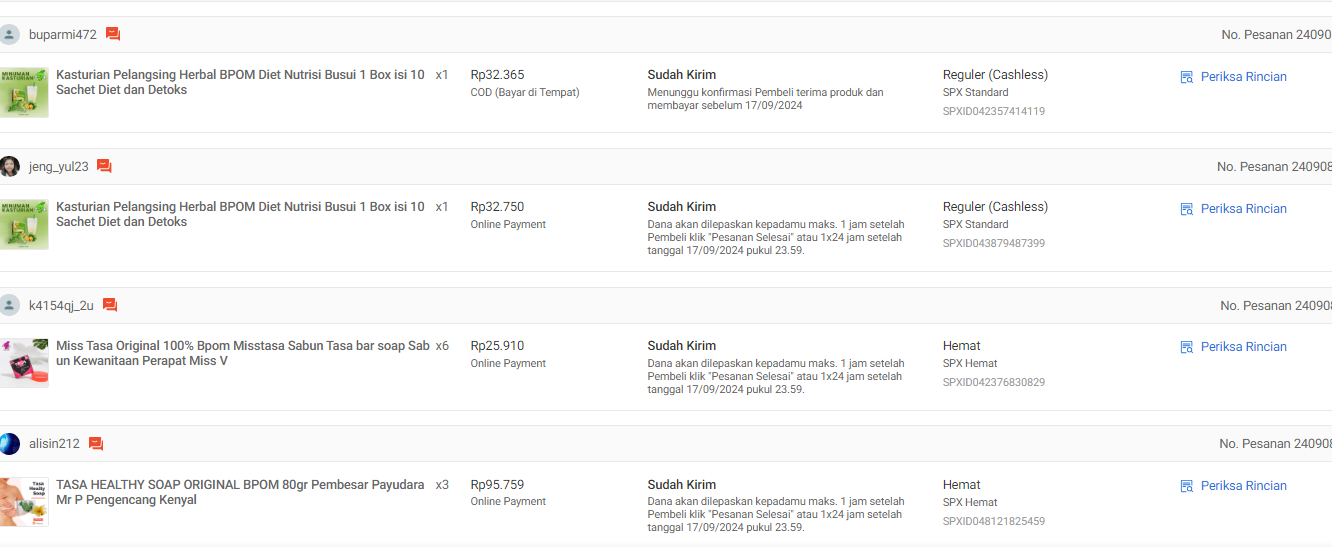 buparmi472
No. Pesanan 24090
MINUMAN
KASTURIAN
Kasturian Pelangsing Herbal BPOM Diet Nutrisi Busui 1 Box isi 10 x1
Sachet Diet dan Detoks
Rp32.365
COD (Bayar di Tempat)
Sudah Kirim
Menunggu konfirmasi Pembeli terima produk dan
membayar sebelum 17/09/2024
Reguler (Cashless)
SPX Standard
SPXID042357414119
Periksa Rincian
jeng_yul23
No. Pesanan 240908
MINUMAN
KASTURIAN
Kasturian Pelangsing Herbal BPOM Diet Nutrisi Busui 1 Box isi 10 x1
Sachet Diet dan Detoks
Rp32.750
Online Payment
Sudah Kirim
Dana akan dilepaskan kepadamu maks. 1 jam setelah
Pembeli klik "Pesanan Selesai" atau 1x24 jam setelah
tanggal 17/09/2024 pukul 23.59.
Reguler (Cashless)
SPX Standard
SPXID043879487399
Periksa Rincian
k4154qj_2u
No. Pesanan 240908
Miss Tasa Original 100% Bpom Misstasa Sabun Tasa bar soap Sab x6
un Kewanitaan Perapat Miss V
Rp25.910
Online Payment
Sudah Kirim
Dana akan dilepaskan kepadamu maks. 1 jam setelah
Pembeli klik "Pesanan Selesai" atau 1x24 jam setelah
tanggal 17/09/2024 pukul 23.59.
Hemat
SPX Hemat
SPXID042376830829
Periksa Rincian
alisin212
No. Pesanan 240908
Tasa
Healty
Soap
TASA HEALTHY SOAP ORIGINAL BPOM 80gr Pembesar Payudara x3
Mr P Pengencang Kenyal
Rp95.759
Online Payment
Sudah Kirim
Dana akan dilepaskan kepadamu maks. 1 jam setelah
Pembeli klik "Pesanan Selesai" atau 1x24 jam setelah
tanggal 17/09/2024 pukul 23.59.
Hemat
SPX Hemat
SPXID048121825459
Periksa Rincian